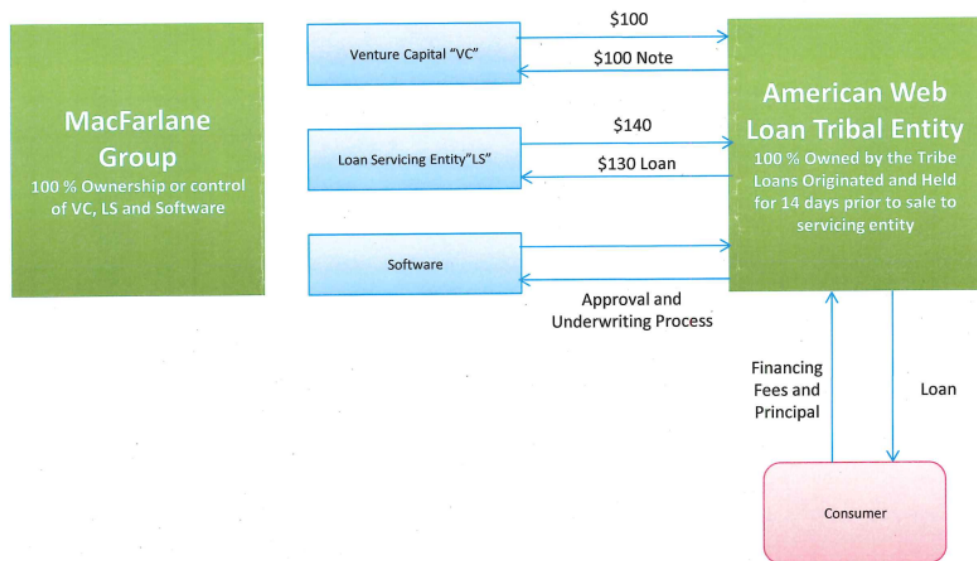 MacFarlane
Group
100 % Ownership or control
of VC, LS and Software
Venture Capital "VC"
$100
$100 Note
Loan Servicing Entity"LS"
$140
$130 Loan
Software
Approval and
Underwriting Process
American Web
Loan Tribal Entity
100 % Owned by the Tribe
Loans Originated and Held
for 14 days prior to sale to
servicing entity
Financing
Fees and
Principal
Loan
Consumer